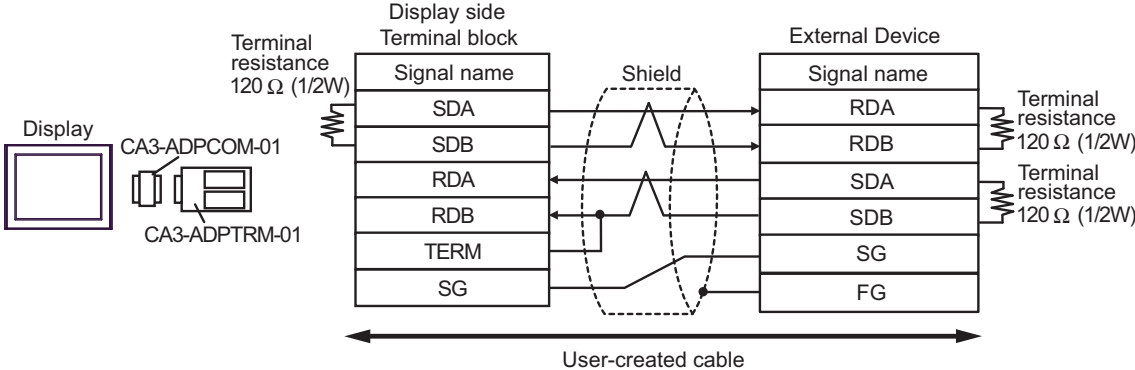 Display side
Terminal block
External Device
Terminal
resistance
120 Ω (1/2W)
Signal name
Shield
Signal name
SDA
RDA
Terminal
resistance
120 Ω (1/2W)
SDB
RDB
Display
CA3-ADPCOM-01
RDA
SDA
Terminal
resistance
120 Ω (1/2W)
RDB
SDB
CA3-ADPTRM-01
TERM
SG
SG
FG
User-created cable